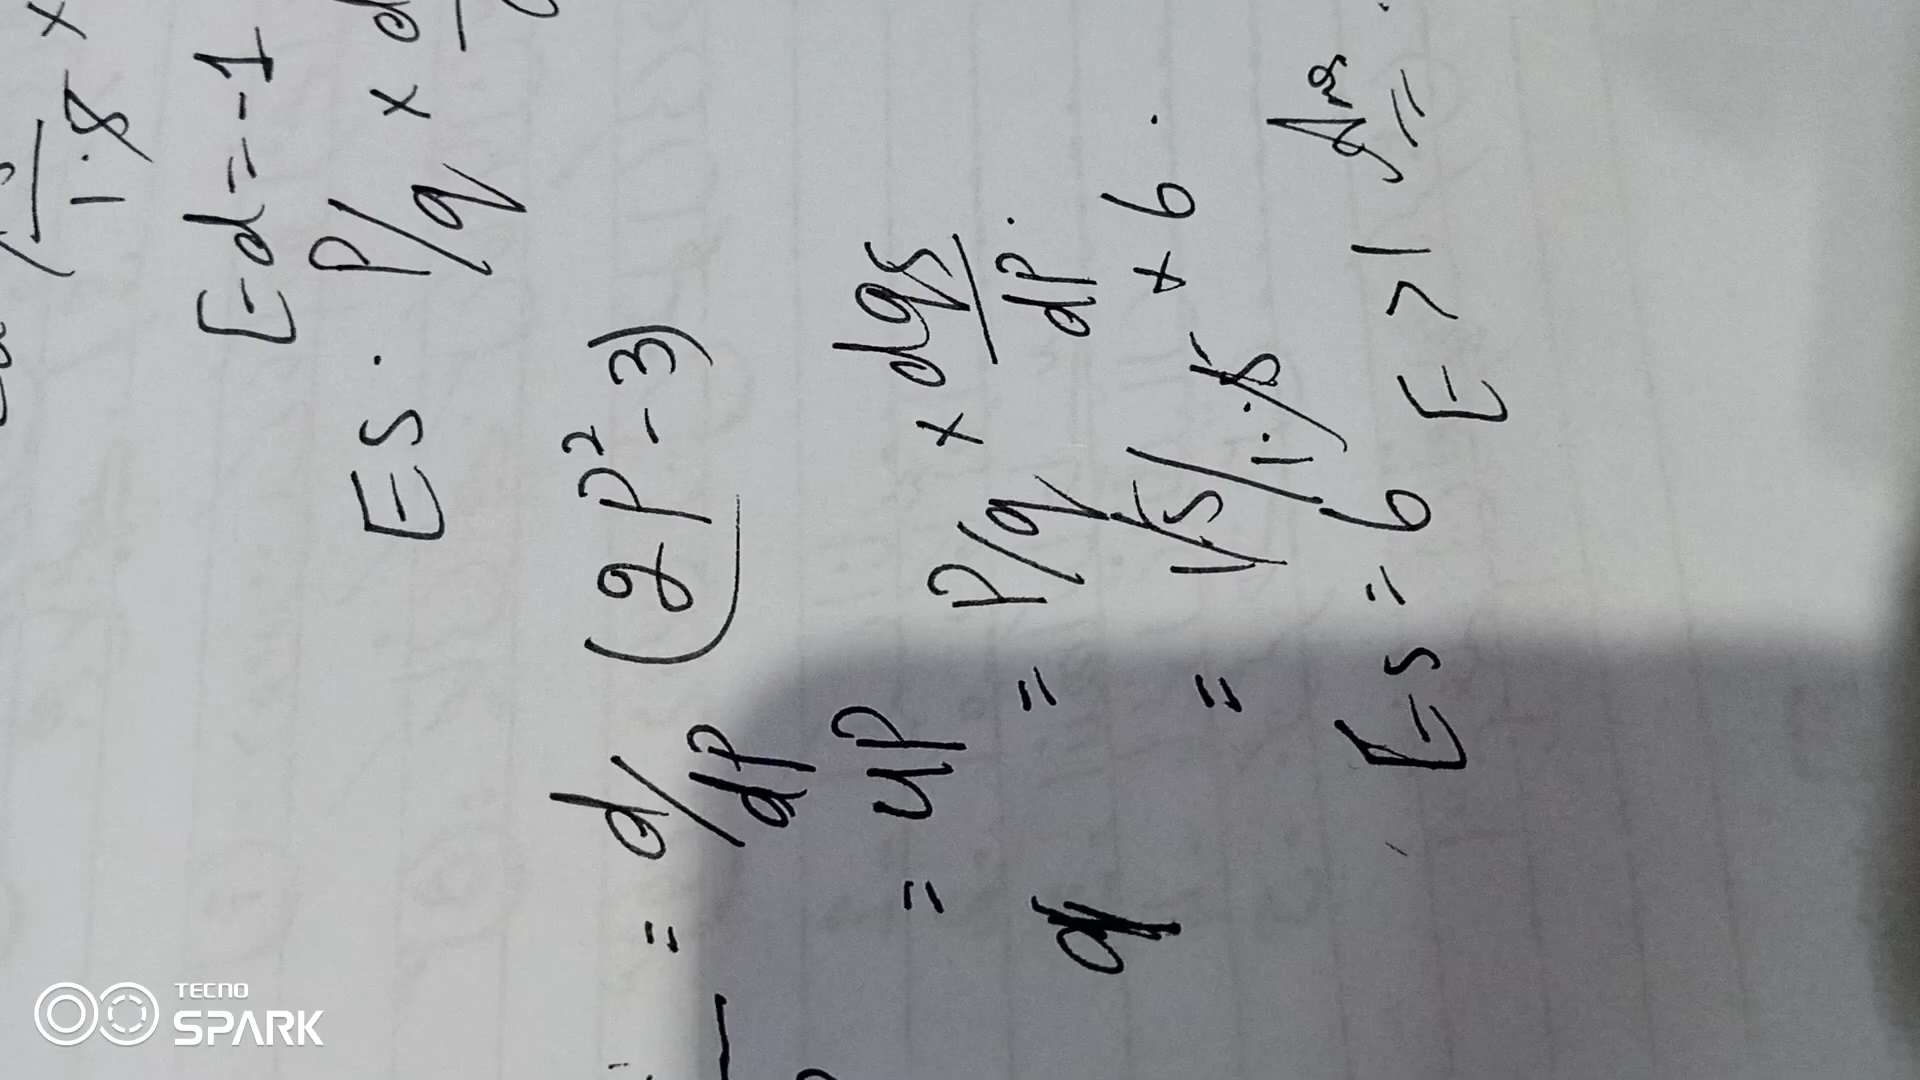 1.8 ×
Ed = -1
Es. P/q ×
= d/dP (2P² - 3)
= 4P
= P/q × dqs/dP.
= 1.5/1.5 × 6.
Es = 6 E > 1
TECNO
SPARK